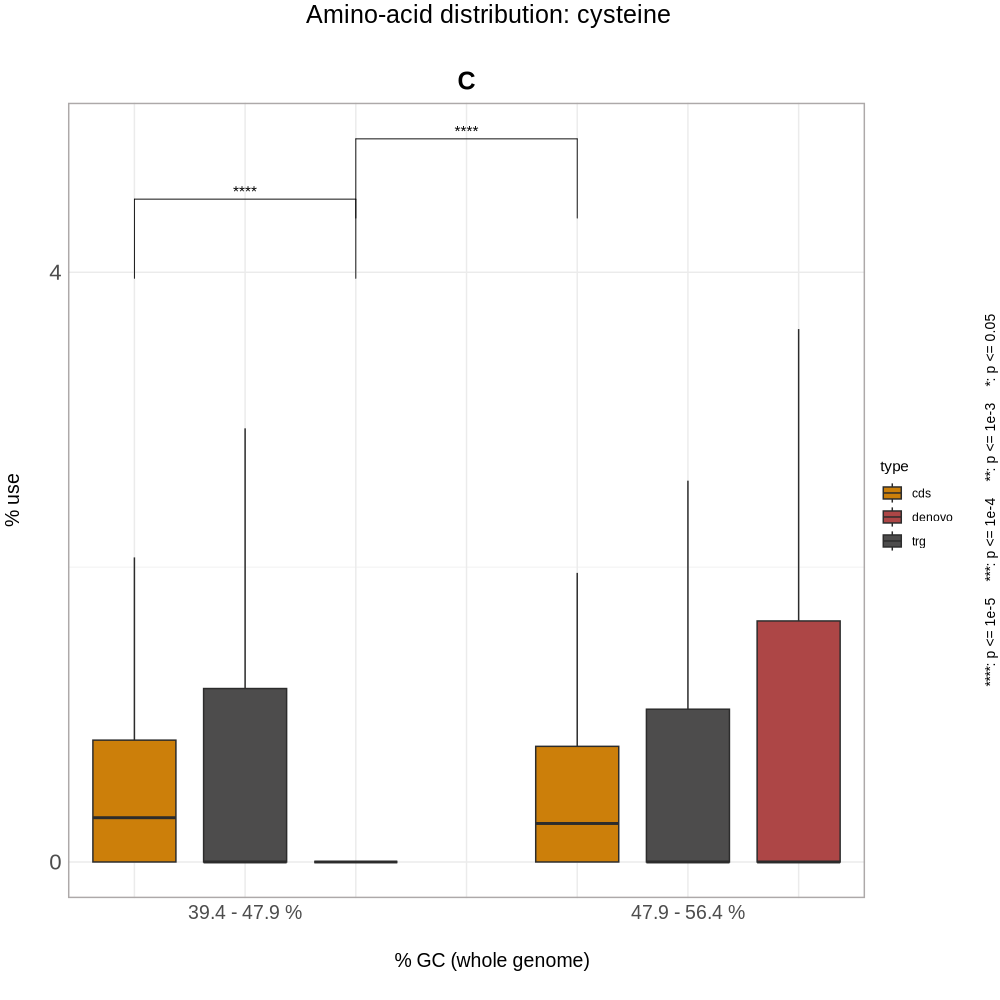 Amino-acid distribution: cysteine
C
****
****
4
0
% use
39.4 - 47.9 %
47.9 - 56.4 %
% GC (whole genome)
type
cds
denovo
trg
****: p <= 1e-5    ***: p <= 1e-4    **: p <= 1e-3    *: p <= 0.05